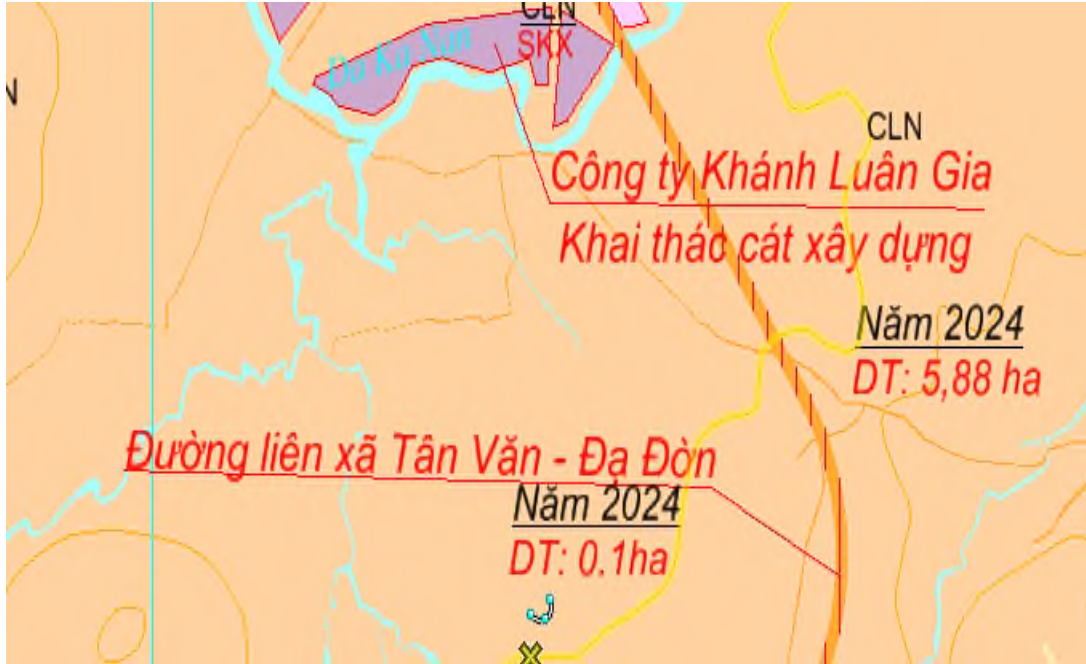 CLN
SKX
Da Ka Nan
CLN
Công ty Khánh Luân Gia
Khai thác cát xây dựng
Năm 2024
DT: 5,88 ha
Đường liên xã Tân Văn - Đạ Đòn
Năm 2024
DT: 0.1ha